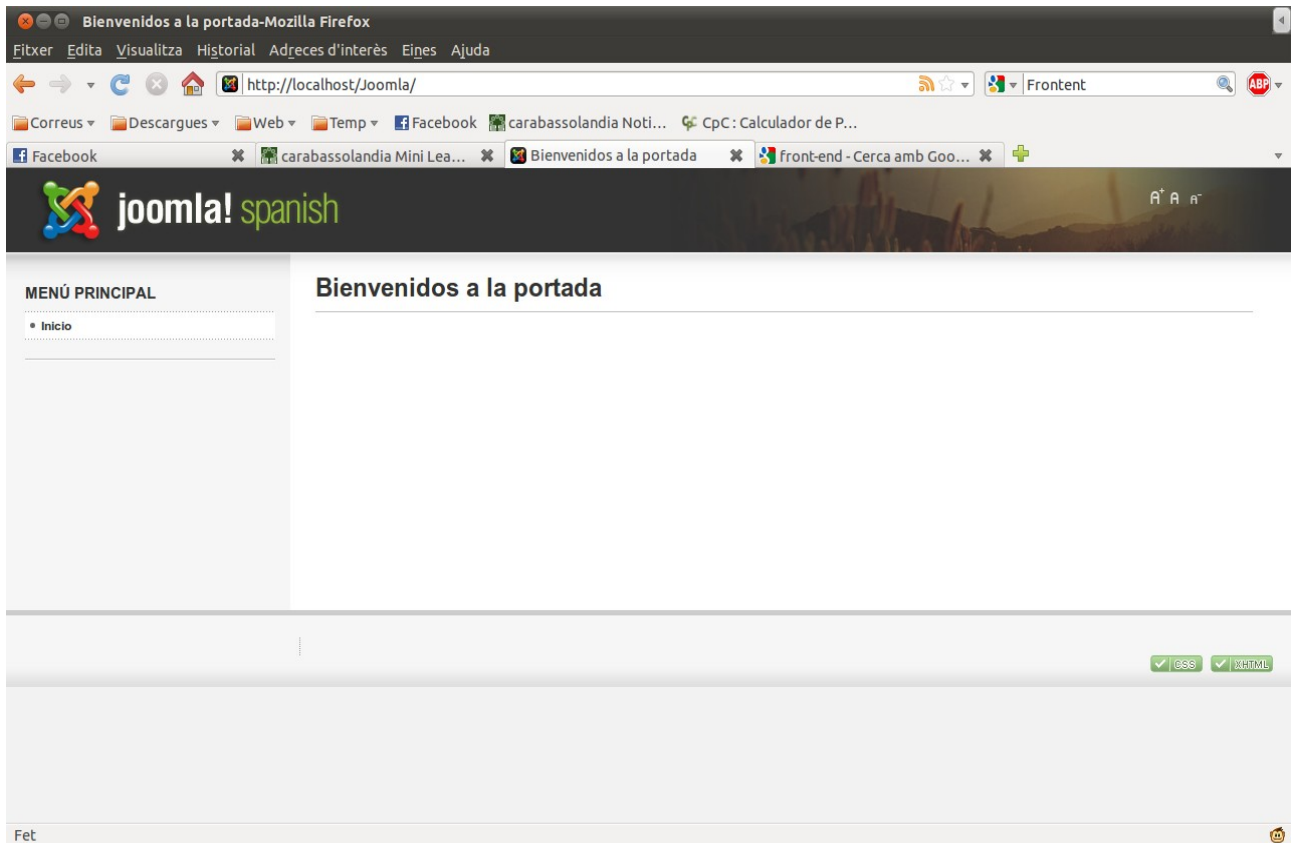 Bienvenidos a la portada-Mozilla Firefox
Fitxer Edita Visualitza Historial Adreces d'interès Eines Ajuda
http://localhost/Joomla/ Frontent ABP
Correus Descargues Web Temp Facebook carabassolandia Noti... CpC : Calculador de P...
Facebook carabassolandia Mini Lea... Bienvenidos a la portada front-end - Cerca amb Goo...
joomla! spanish A+ A A-
MENÚ PRINCIPAL
Inicio
Bienvenidos a la portada
CSS XHTML
Fet